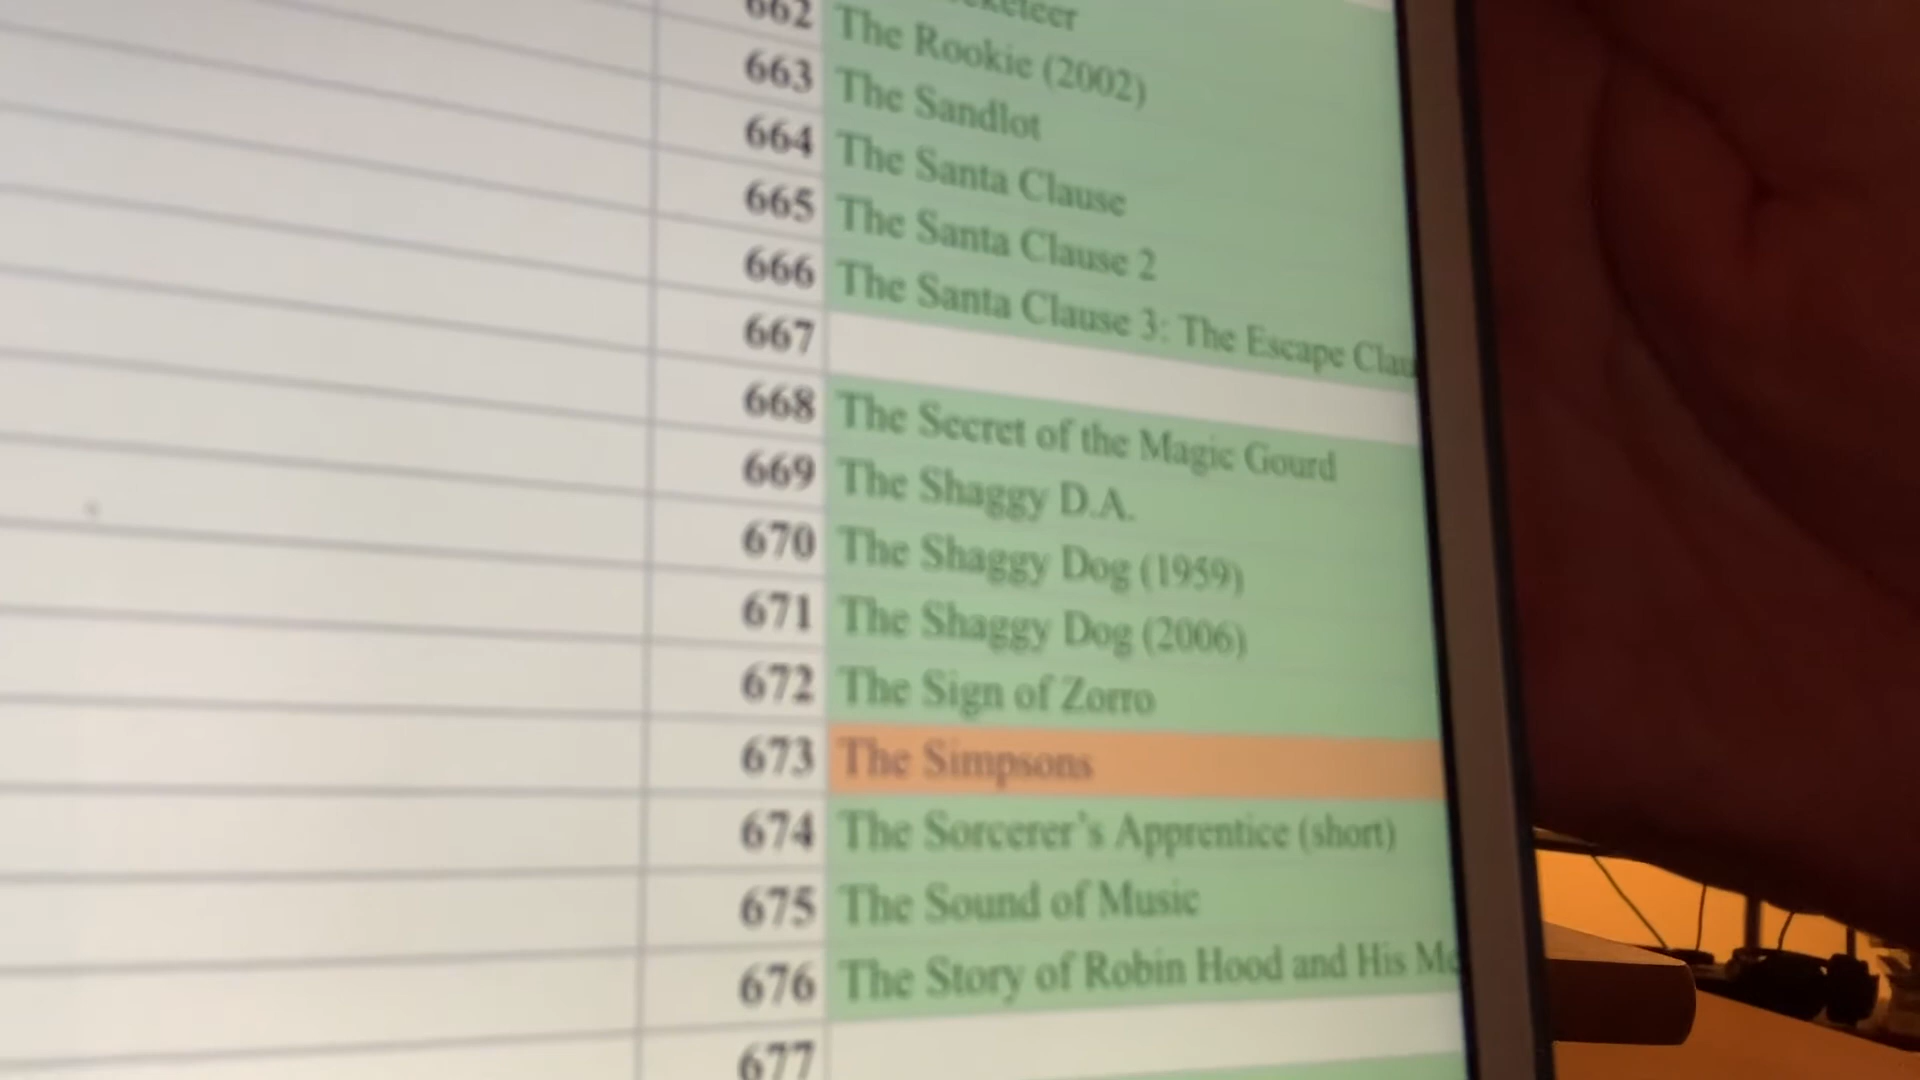 662 The Rookie (2002)
663 The Sandlot
664 The Santa Clause
665 The Santa Clause 2
666 The Santa Clause 3: The Escape
667
668 The Secret of the Magic Gourd
669 The Shaggy D.A.
670 The Shaggy Dog (1959)
671 The Shaggy Dog (2006)
672 The Sign of Zorro
673 The Simpsons
674 The Sorcerer's Apprentice (short)
675 The Sound of Music
676 The Story of Robin Hood and His
677